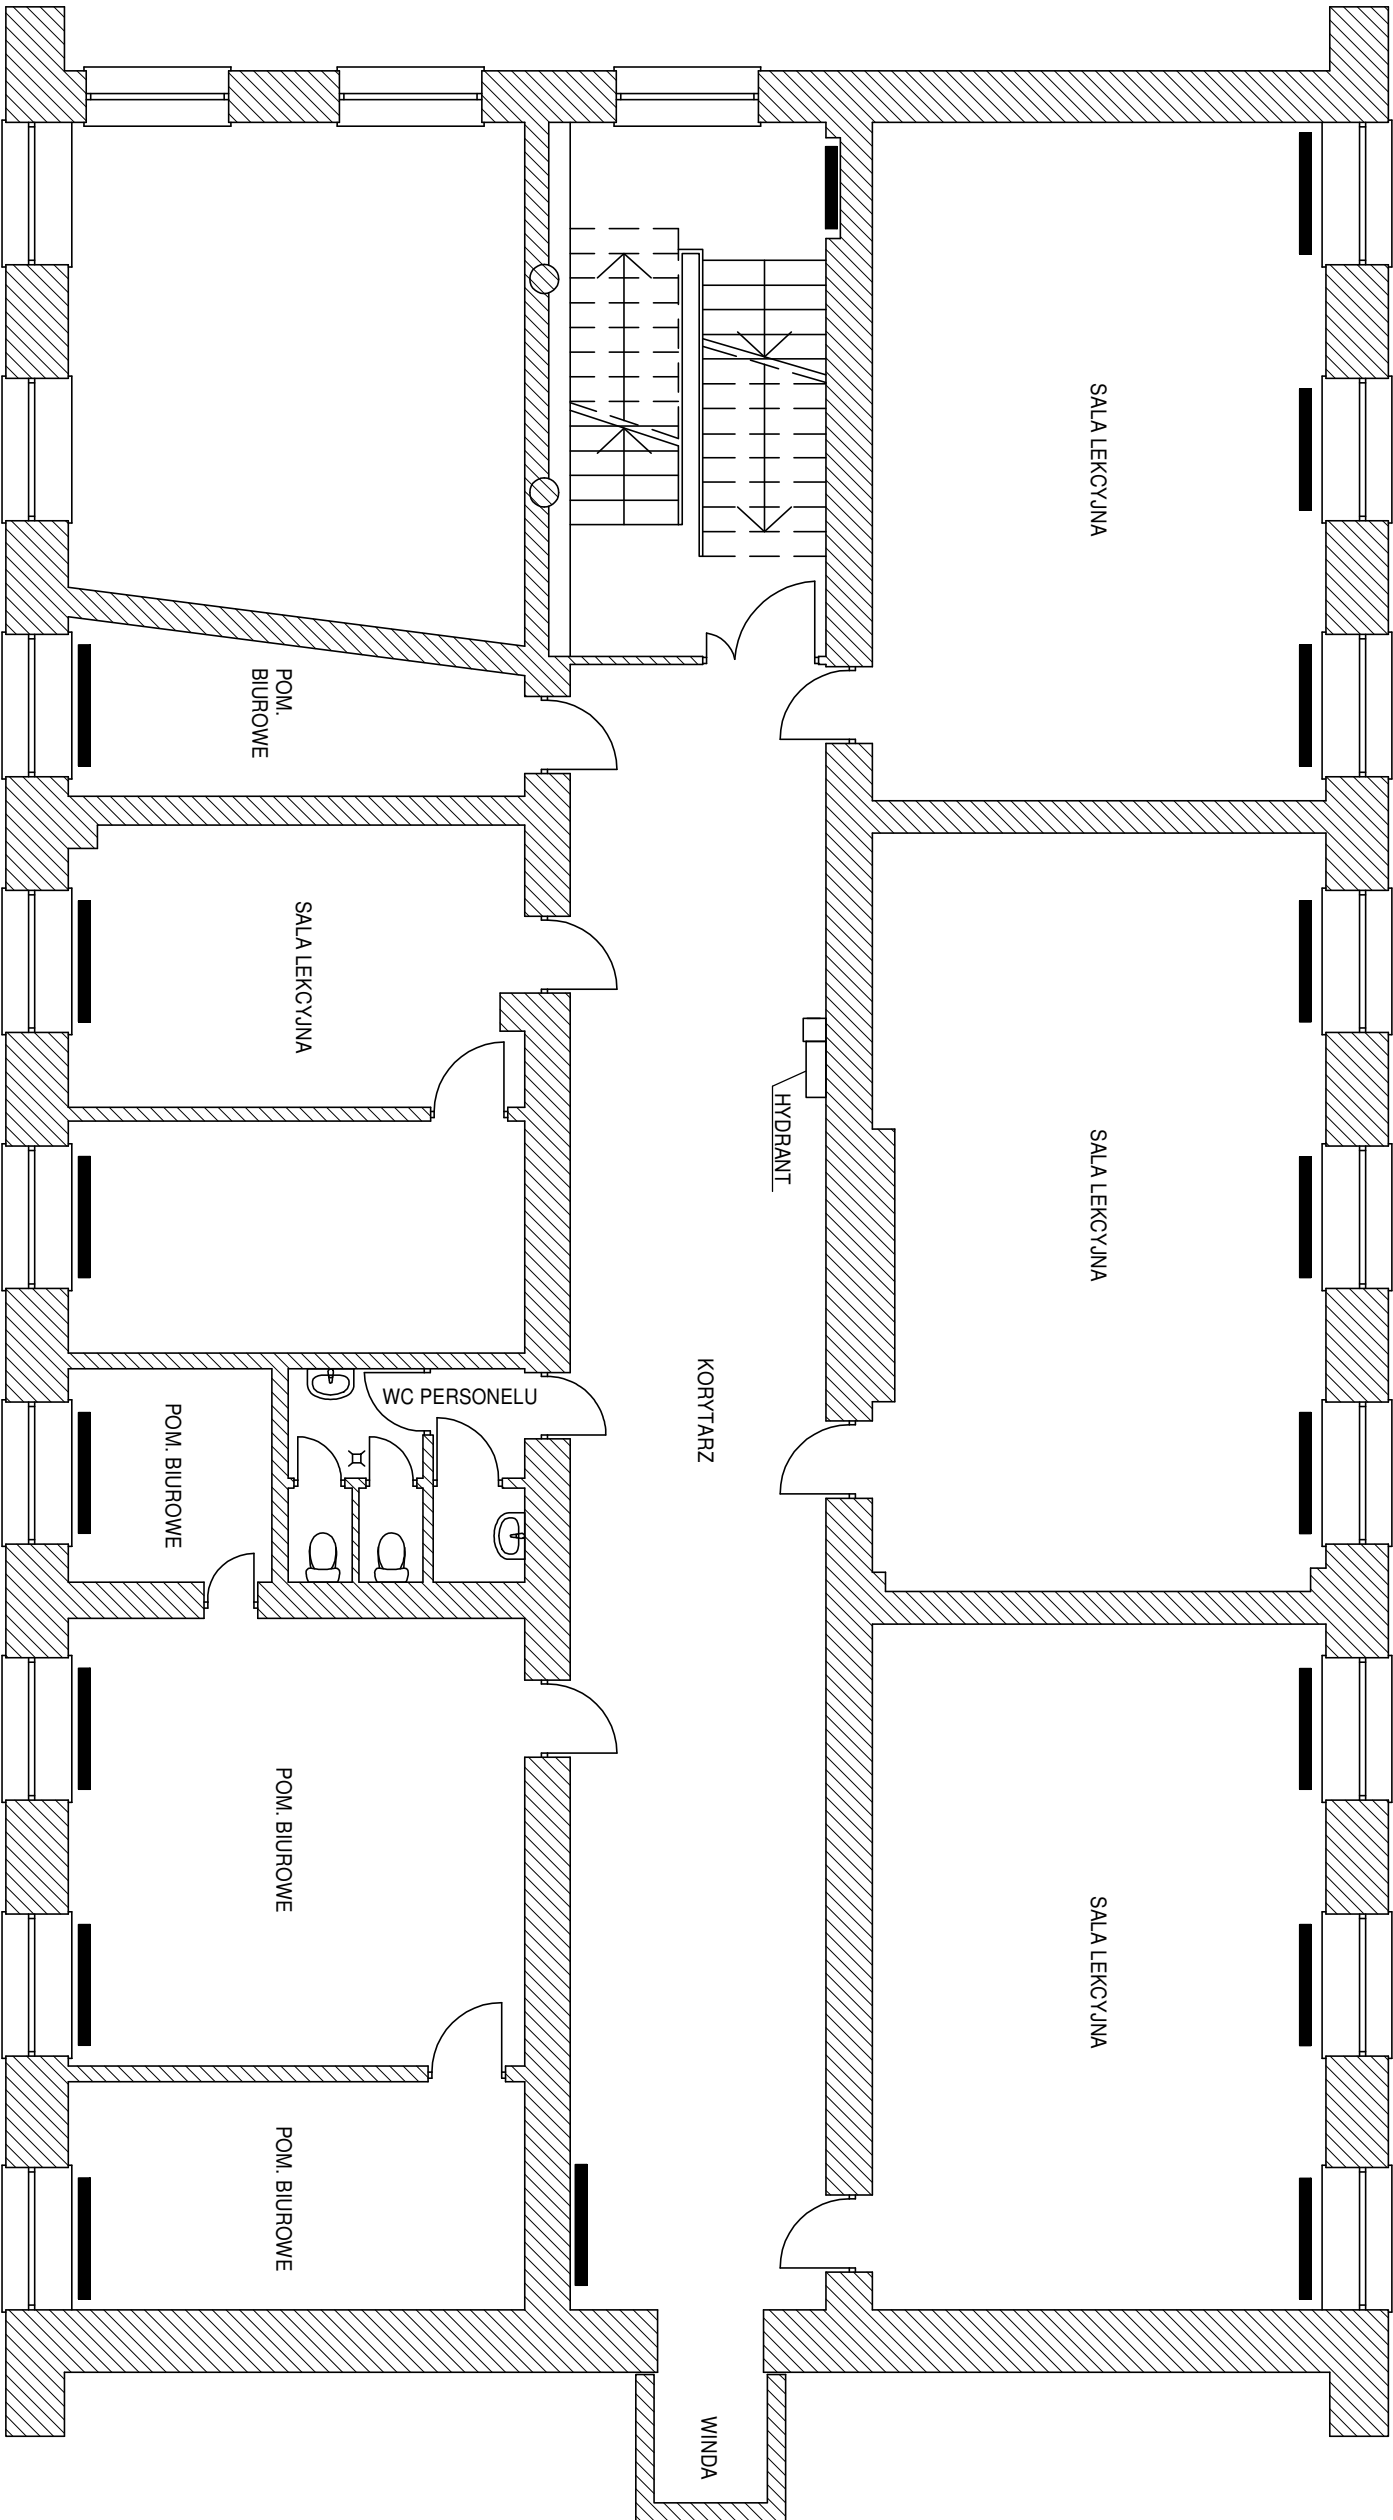 SALA LEKCYJNA
POM.
BIUROWE
SALA LEKCYJNA
HYDRANT
SALA LEKCYJNA
KORYTARZ
WC PERSONELU
POM. BIUROWE
POM. BIUROWE
SALA LEKCYJNA
POM. BIUROWE
WINDA